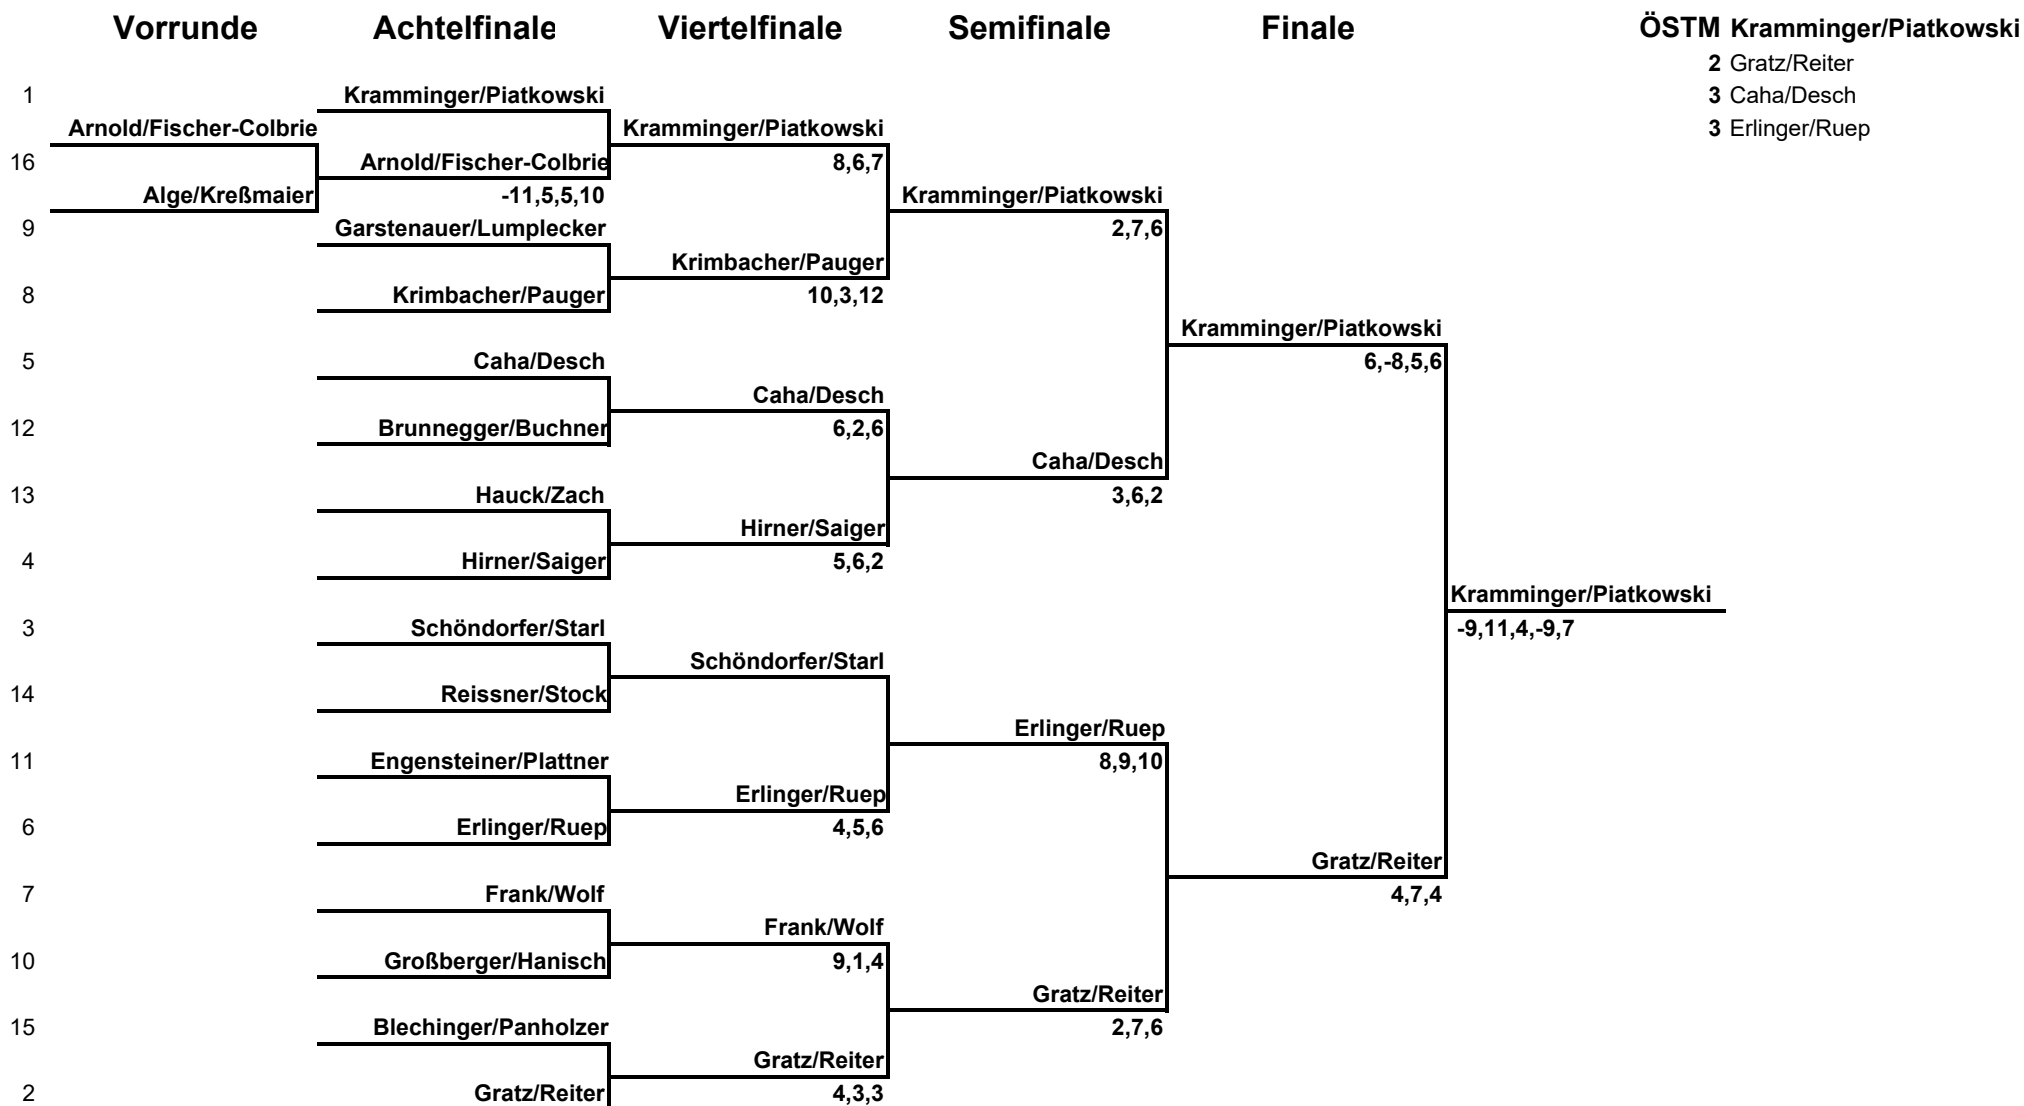 Vorrunde Achtelfinale Viertelfinale Semifinale Finale ÖSTM Kramminger/Piatkowski
2 Gratz/Reiter
1 Kramminger/Piatkowski 3 Caha/Desch
Arnold/Fischer-Colbrie Kramminger/Piatkowski 3 Erlinger/Ruep
16 Arnold/Fischer-Colbrie 8,6,7
Alge/Kreßmaier -11,5,5,10 Kramminger/Piatkowski
9 Garstenauer/Lumplecker 2,7,6
Krimbacher/Pauger
8 Krimbacher/Pauger 10,3,12
Kramminger/Piatkowski
5 Caha/Desch 6,-8,5,6
Caha/Desch
12 Brunnegger/Buchner 6,2,6
Caha/Desch
13 Hauck/Zach 3,6,2
Hirner/Saiger
4 Hirner/Saiger 5,6,2
Kramminger/Piatkowski
3 Schöndorfer/Starl -9,11,4,-9,7
Schöndorfer/Starl
14 Reissner/Stock
Erlinger/Ruep
11 Engensteiner/Plattner 8,9,10
Erlinger/Ruep
6 Erlinger/Ruep 4,5,6
Gratz/Reiter
7 Frank/Wolf 4,7,4
Frank/Wolf
10 Großberger/Hanisch 9,1,4
Gratz/Reiter
15 Blechinger/Panholzer 2,7,6
Gratz/Reiter
2 Gratz/Reiter 4,3,3